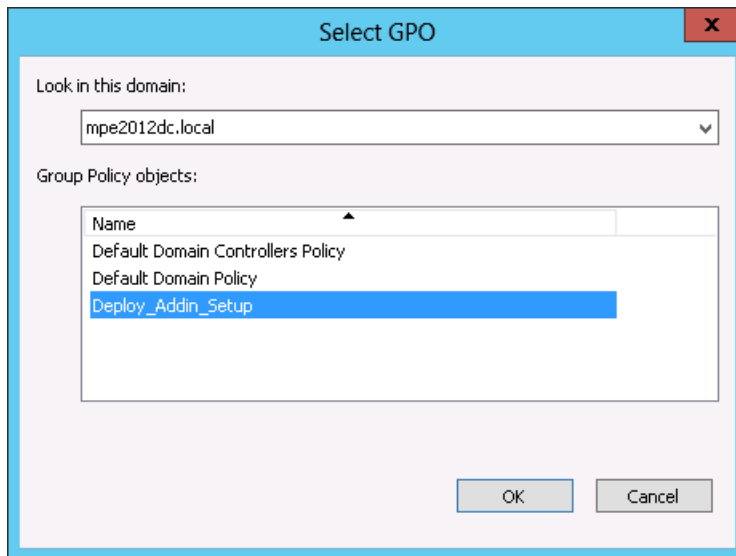 Select GPO
x
Look in this domain:
mpe2012dc.local
Group Policy objects:
Name
Default Domain Controllers Policy
Default Domain Policy
Deploy_Addin_Setup
OK Cancel